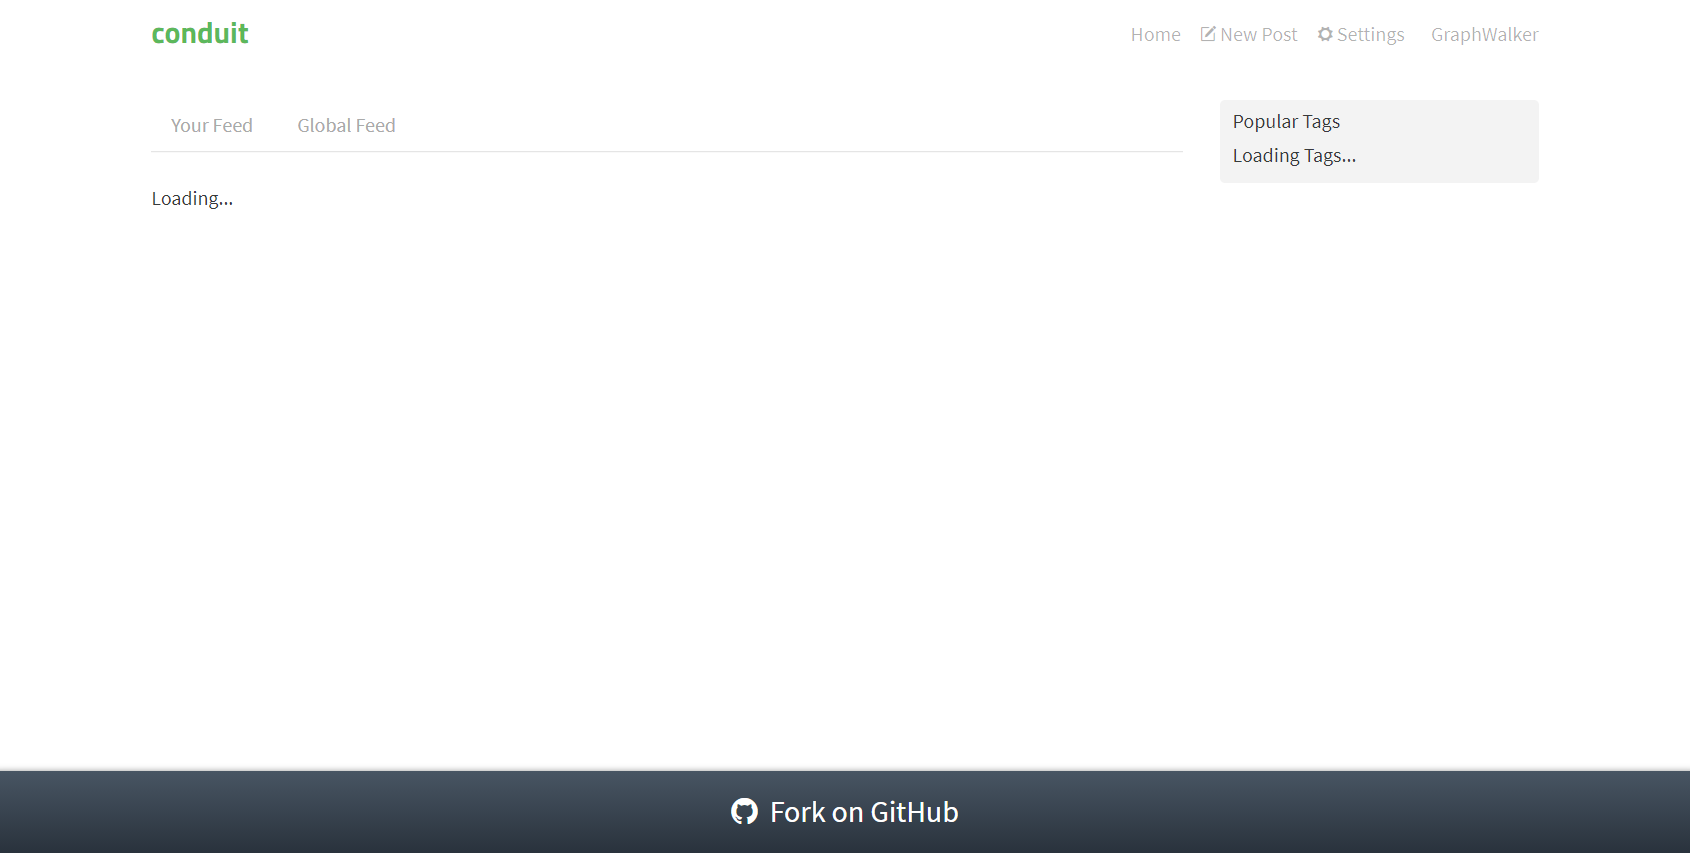 conduit
Home New Post Settings GraphWalker
Your Feed Global Feed
Popular Tags
Loading Tags...
Loading...
Fork on GitHub